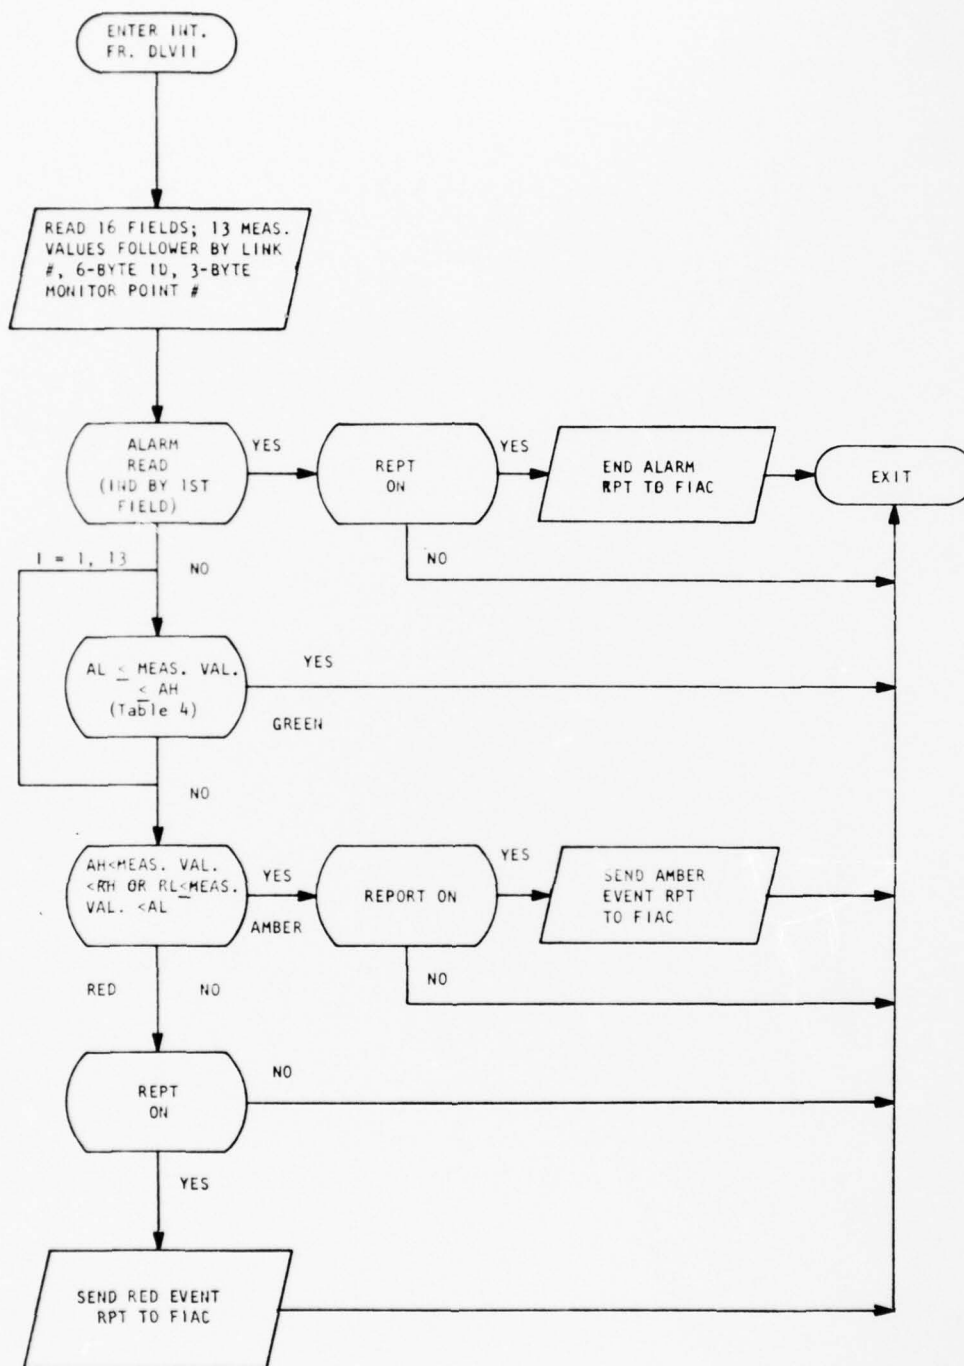 ENTER INT.
FR. DLVII
READ 16 FIELDS; 13 MEAS.
VALUES FOLLOWER BY LINK
#, 6-BYTE ID, 3-BYTE
MONITOR POINT #
ALARM
READ
(IND BY 1ST
FIELD)
YES
REPT
ON
YES
END ALARM
RPT TO FIAC
EXIT
NO
I = 1, 13
NO
AL ≤ MEAS. VAL.
≤ AH
(Table 4)
YES
GREEN
NO
AH<MEAS. VAL.
<RH OR RL≤MEAS.
VAL. <AL
YES
AMBER
REPORT ON
YES
SEND AMBER
EVENT RPT
TO FIAC
NO
RED
NO
REPT
ON
NO
YES
SEND RED EVENT
RPT TO FIAC